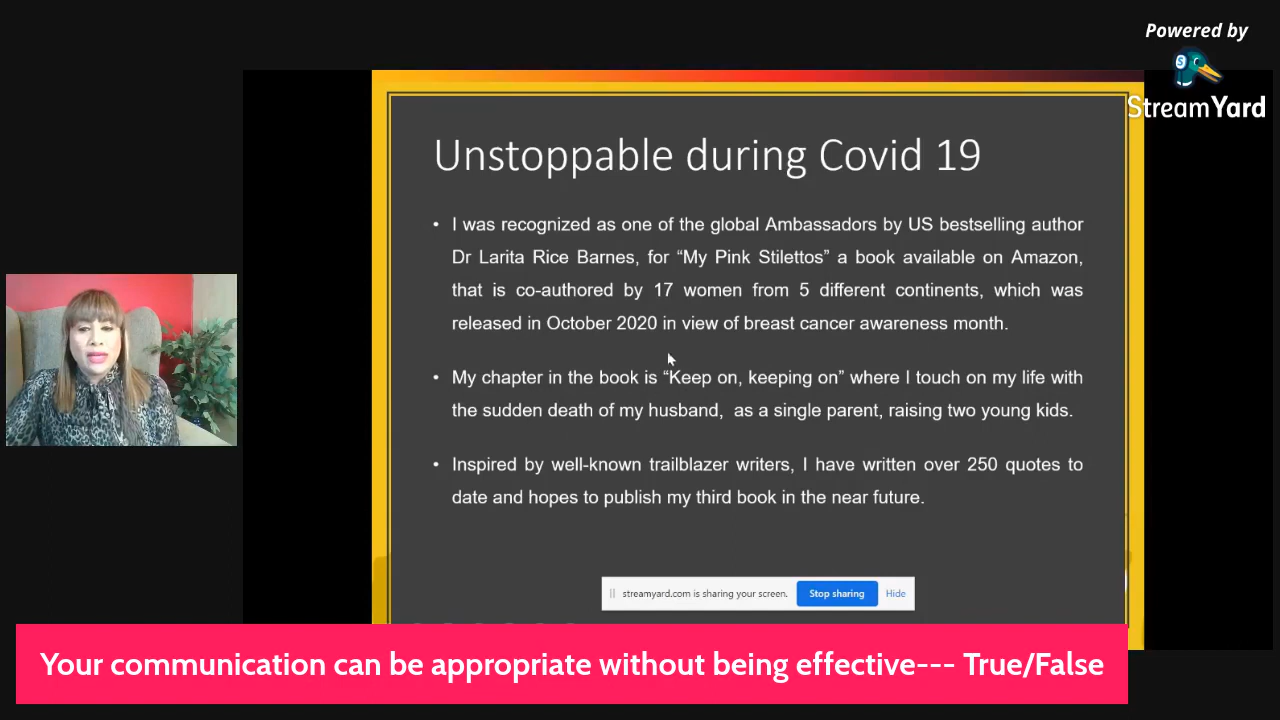 Powered by
StreamYard
Unstoppable during Covid 19
• I was recognized as one of the global Ambassadors by US bestselling author
Dr Larita Rice Barnes, for “My Pink Stilettos” a book available on Amazon,
that is co-authored by 17 women from 5 different continents, which was
released in October 2020 in view of breast cancer awareness month.
• My chapter in the book is “Keep on, keeping on” where I touch on my life with
the sudden death of my husband, as a single parent, raising two young kids.
• Inspired by well-known trailblazer writers, I have written over 250 quotes to
date and hopes to publish my third book in the near future.
streamyard.com is sharing your screen. Stop sharing Hide
Your communication can be appropriate without being effective--- True/False